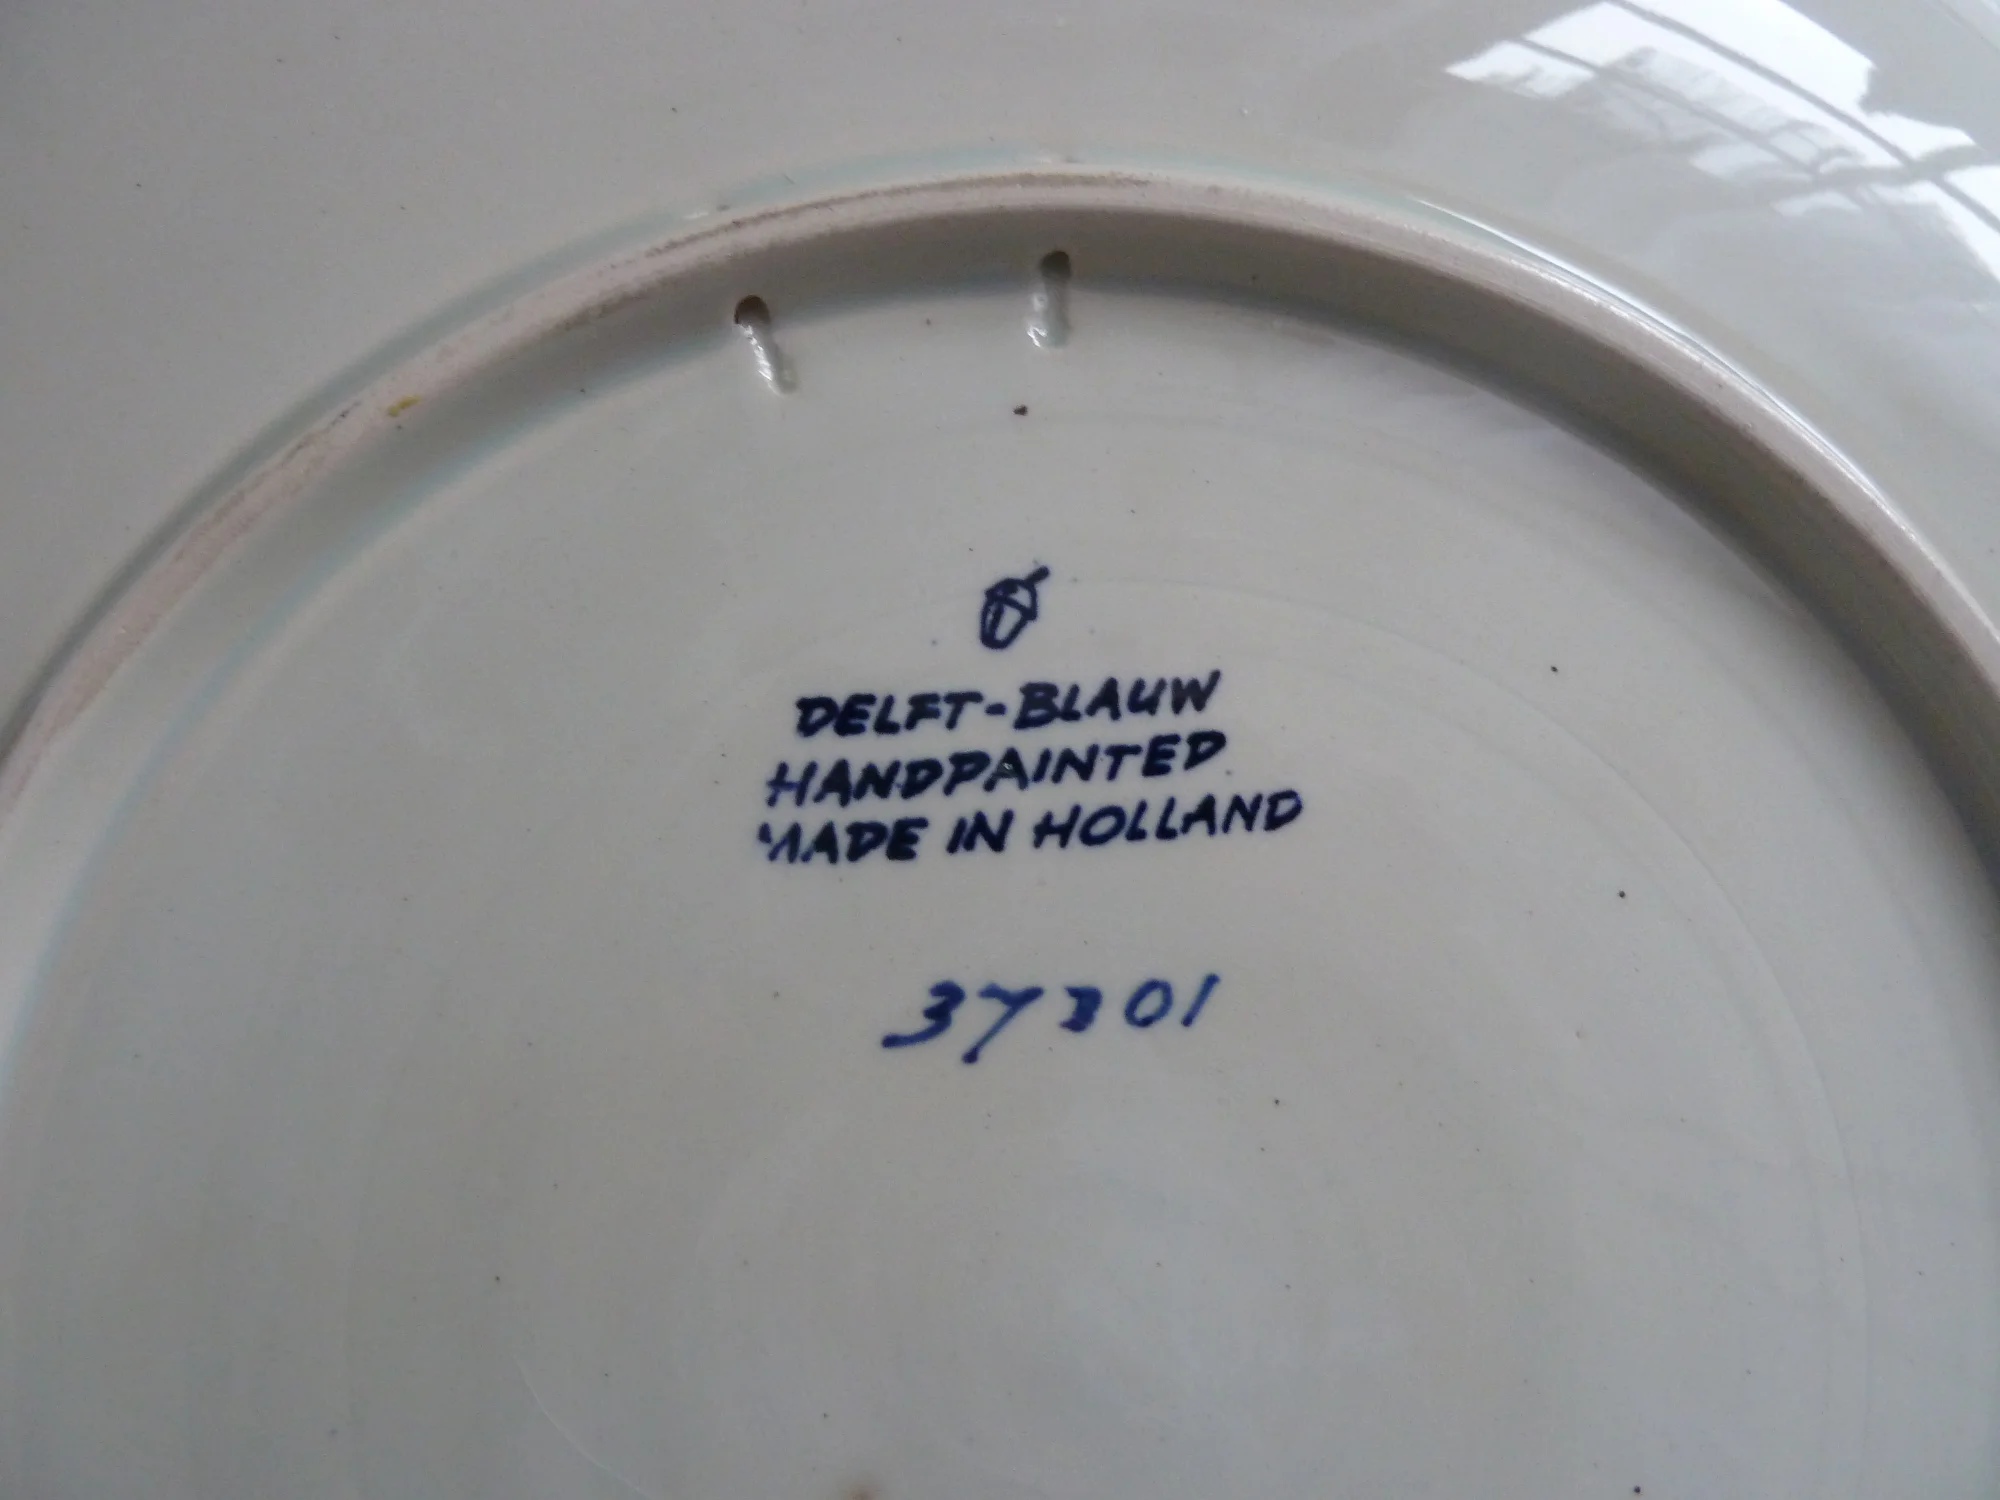 DELFT-BLAUW
HANDPAINTED
MADE IN HOLLAND
37301